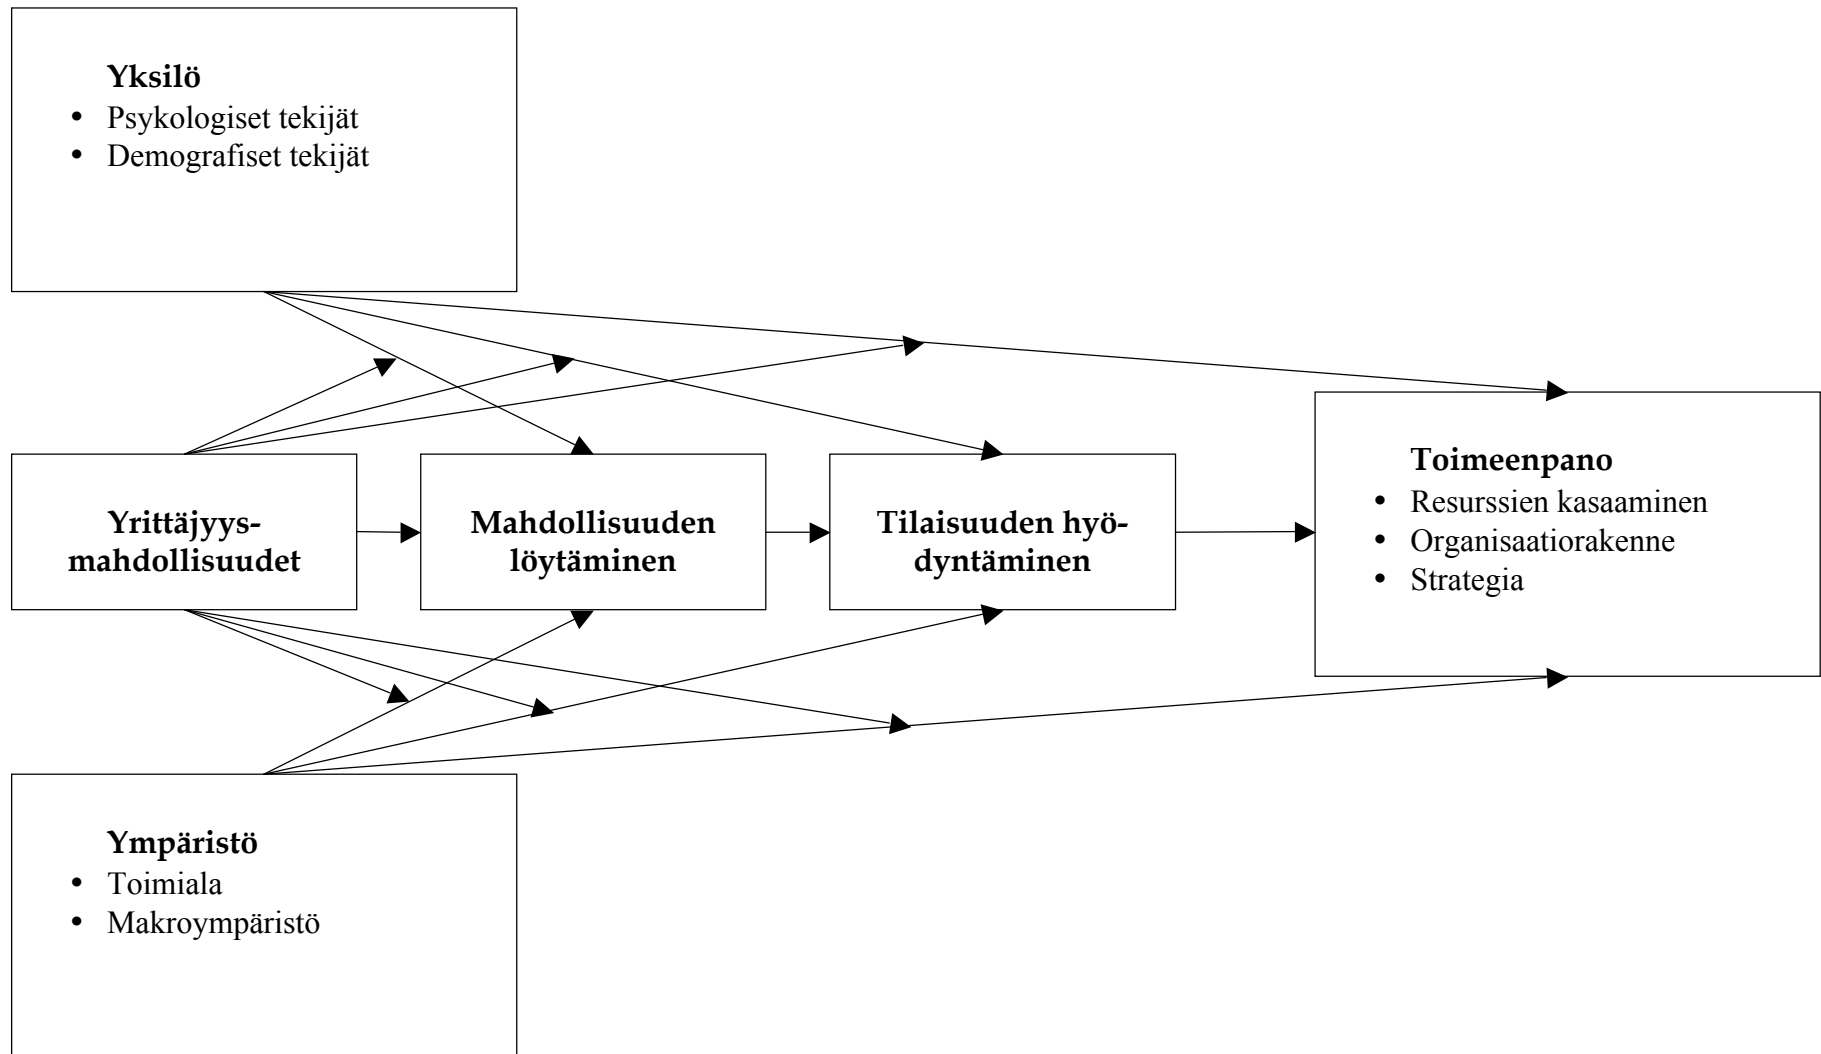 Yksilö
• Psykologiset tekijät
• Demografiset tekijät
Yrittäjyys-
mahdollisuudet
Mahdollisuuden
löytäminen
Tilaisuuden hyö-
dyntäminen
Toimeenpano
• Resurssien kasaaminen
• Organisaatiorakenne
• Strategia
Ympäristö
• Toimiala
• Makroympäristö